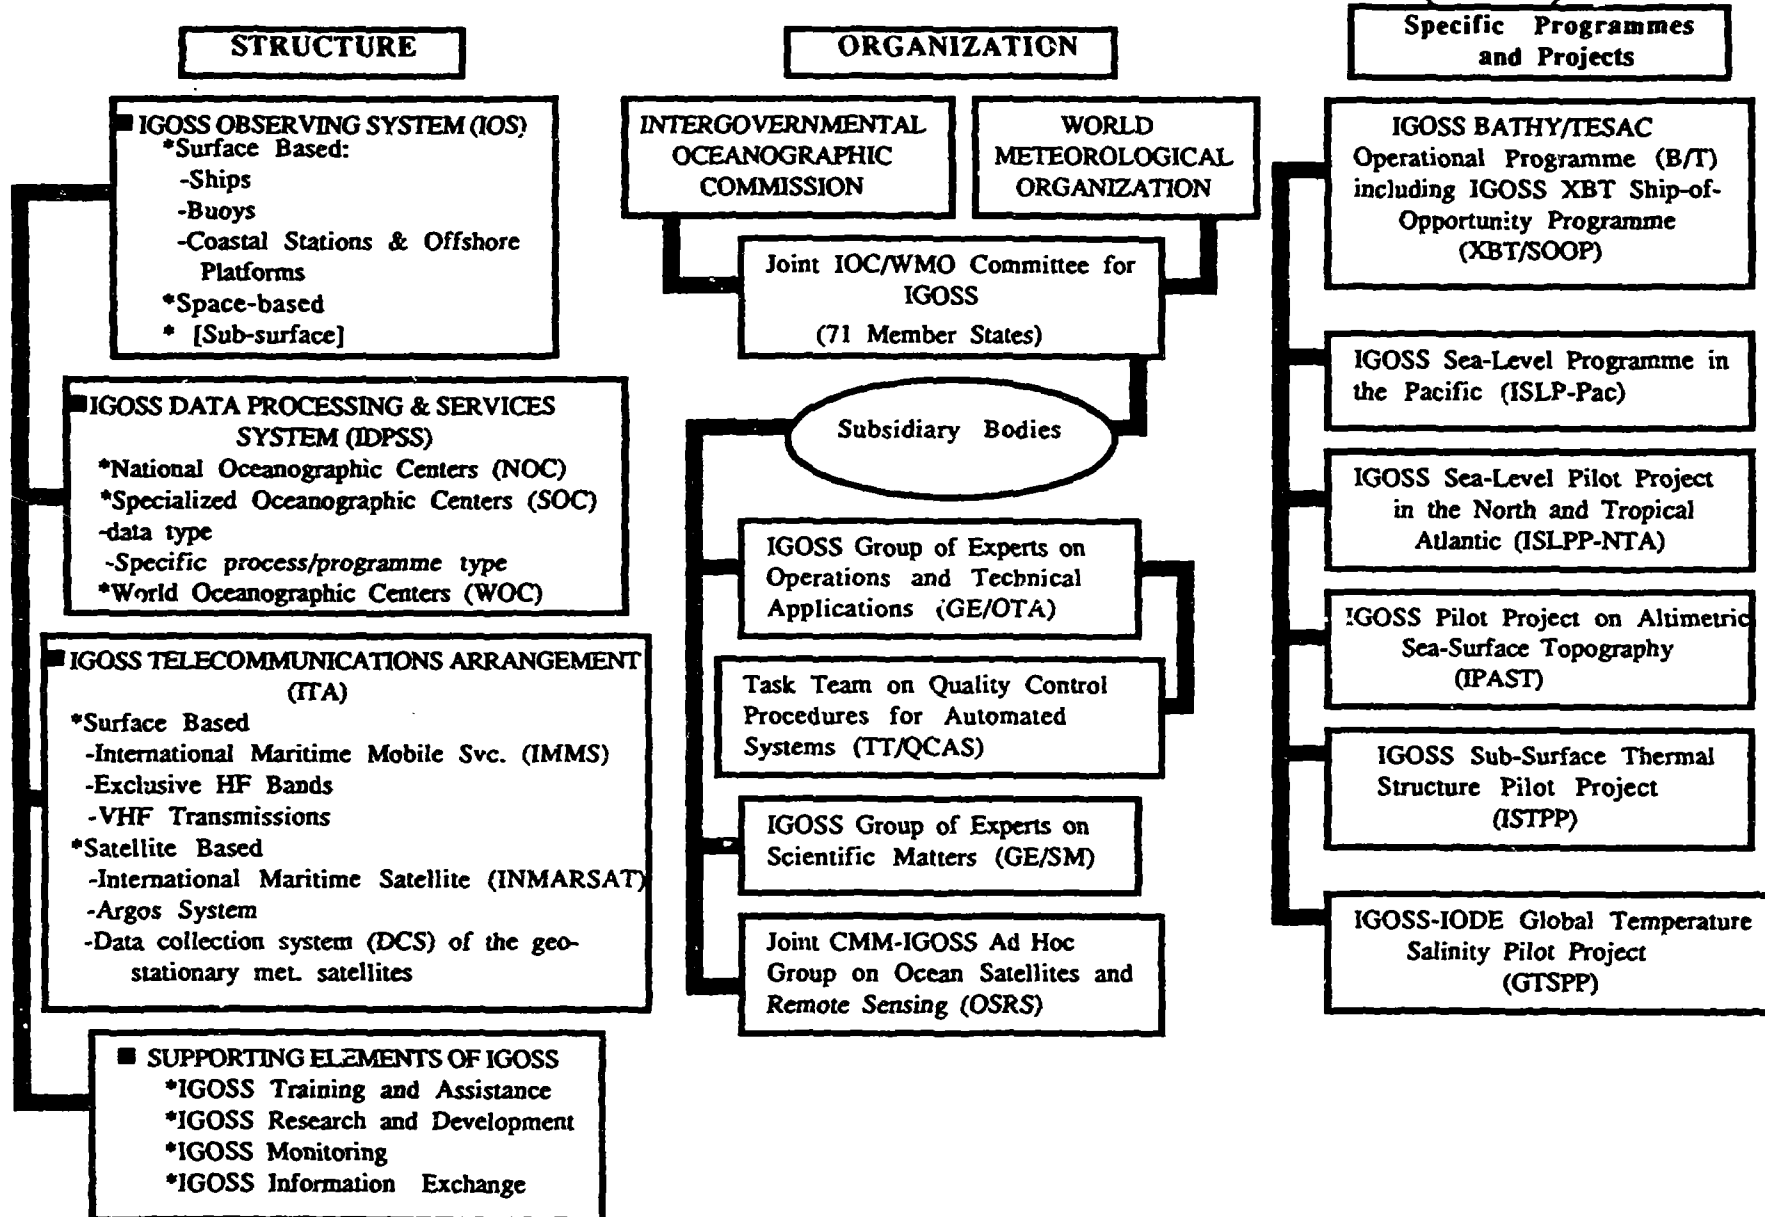 STRUCTURE
■ IGOSS OBSERVING SYSTEM (IOS)
*Surface Based:
-Ships
-Buoys
-Coastal Stations & Offshore
Platforms
*Space-based
* [Sub-surface]
■IGOSS DATA PROCESSING & SERVICES
SYSTEM (IDPSS)
*National Oceanographic Centers (NOC)
*Specialized Oceanographic Centers (SOC)
-data type
-Specific process/programme type
*World Oceanographic Centers (WOC)
■ IGOSS TELECOMMUNICATIONS ARRANGEMENT
(ITA)
*Surface Based
-International Maritime Mobile Svc. (IMMS)
-Exclusive HF Bands
-VHF Transmissions
*Satellite Based
-International Maritime Satellite (INMARSAT)
-Argos System
-Data collection system (DCS) of the geo-
stationary met. satellites
■ SUPPORTING ELEMENTS OF IGOSS
*IGOSS Training and Assistance
*IGOSS Research and Development
*IGOSS Monitoring
*IGOSS Information Exchange
ORGANIZATION
INTERGOVERNMENTAL
OCEANOGRAPHIC
COMMISSION
WORLD
METEOROLOGICAL
ORGANIZATION
Joint IOC/WMO Committee for
IGOSS
(71 Member States)
Subsidiary Bodies
IGOSS Group of Experts on
Operations and Technical
Applications (GE/OTA)
Task Team on Quality Control
Procedures for Automated
Systems (TT/QCAS)
IGOSS Group of Experts on
Scientific Matters (GE/SM)
Joint CMM-IGOSS Ad Hoc
Group on Ocean Satellites and
Remote Sensing (OSRS)
Specific Programmes
and Projects
IGOSS BATHY/TESAC
Operational Programme (B/T)
including IGOSS XBT Ship-of-
Opportunity Programme
(XBT/SOOP)
IGOSS Sea-Level Programme in
the Pacific (ISLP-Pac)
IGOSS Sea-Level Pilot Project
in the North and Tropical
Atlantic (ISLPP-NTA)
IGOSS Pilot Project on Altimetric
Sea-Surface Topography
(IPAST)
IGOSS Sub-Surface Thermal
Structure Pilot Project
(ISTPP)
IGOSS-IODE Global Temperature
Salinity Pilot Project
(GTSPP)